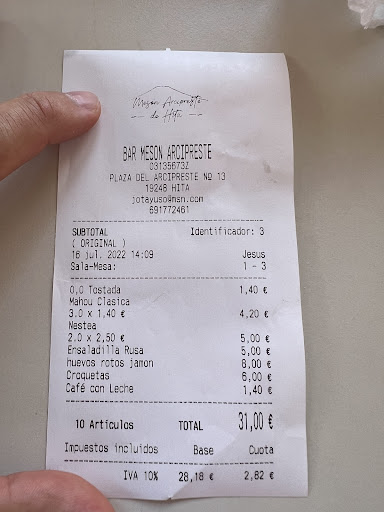 Mesón Arcipreste
de Hita
BAR MESON ARCIPRESTE
03135673Z
PLAZA DEL ARCIPRESTE Nº 13
19248 HITA
jotayuso@msn.com
691772461
SUBTOTAL Identificador: 3
( ORIGINAL )
16 jul. 2022 14:09 Jesus
Sala-Mesa: 1 - 3
0,0 Tostada 1,40 €
Mahou Clasica
3.0 x 1,40 € 4,20 €
Nestea
2.0 x 2,50 € 5,00 €
Ensaladilla Rusa 5,00 €
huevos rotos jamon 8,00 €
Croquetas 6,00 €
Café con Leche 1,40 €
10 Articulos TOTAL 31,00 €
Impuestos incluidos Base Cuota
IVA 10% 28,18 € 2,82 €